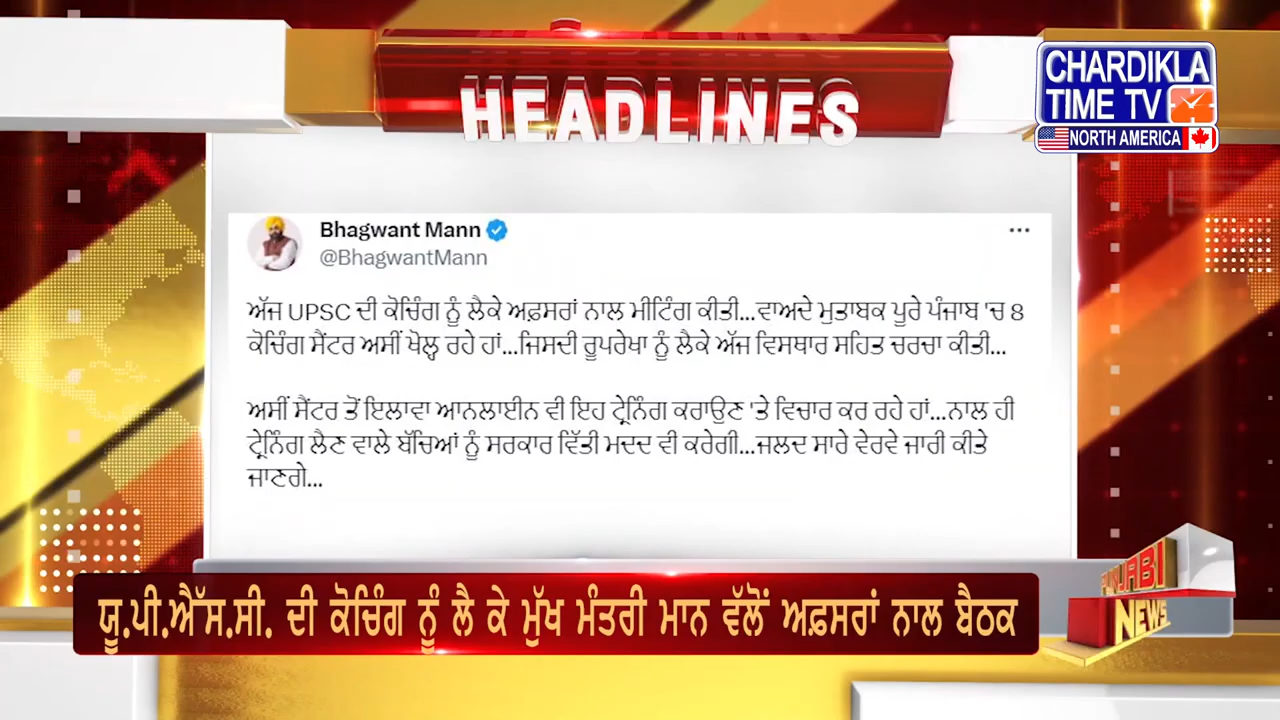 HEADLINES
CHARDIKLA
TIME TV
NORTH AMERICA
Bhagwant Mann
@BhagwantMann
ਅੱਜ UPSC ਦੀ ਕੋਚਿੰਗ ਨੂੰ ਲੈਕੇ ਅਫ਼ਸਰਾਂ ਨਾਲ ਮੀਟਿੰਗ ਕੀਤੀ...ਵਾਅਦੇ ਮੁਤਾਬਕ ਪੂਰੇ ਪੰਜਾਬ 'ਚ 8
ਕੋਚਿੰਗ ਸੈਂਟਰ ਅਸੀਂ ਖੋਲ੍ਹ ਰਹੇ ਹਾਂ...ਜਿਸਦੀ ਰੂਪਰੇਖਾ ਨੂੰ ਲੈਕੇ ਅੱਜ ਵਿਸਥਾਰ ਸਹਿਤ ਚਰਚਾ ਕੀਤੀ...
ਅਸੀਂ ਸੈਂਟਰ ਤੋਂ ਇਲਾਵਾ ਆਨਲਾਈਨ ਵੀ ਇਹ ਟ੍ਰੇਨਿੰਗ ਕਰਾਉਣ 'ਤੇ ਵਿਚਾਰ ਕਰ ਰਹੇ ਹਾਂ...ਨਾਲ ਹੀ
ਟ੍ਰੇਨਿੰਗ ਲੈਣ ਵਾਲੇ ਬੱਚਿਆਂ ਨੂੰ ਸਰਕਾਰ ਵਿੱਤੀ ਮਦਦ ਵੀ ਕਰੇਗੀ...ਜਲਦ ਸਾਰੇ ਵੇਰਵੇ ਜਾਰੀ ਕੀਤੇ
ਜਾਣਗੇ...
ਯੂ.ਪੀ.ਐੱਸ.ਸੀ. ਦੀ ਕੋਚਿੰਗ ਨੂੰ ਲੈ ਕੇ ਮੁੱਖ ਮੰਤਰੀ ਮਾਨ ਵੱਲੋਂ ਅਫ਼ਸਰਾਂ ਨਾਲ ਬੈਠਕ
PUNJABI
NEWS